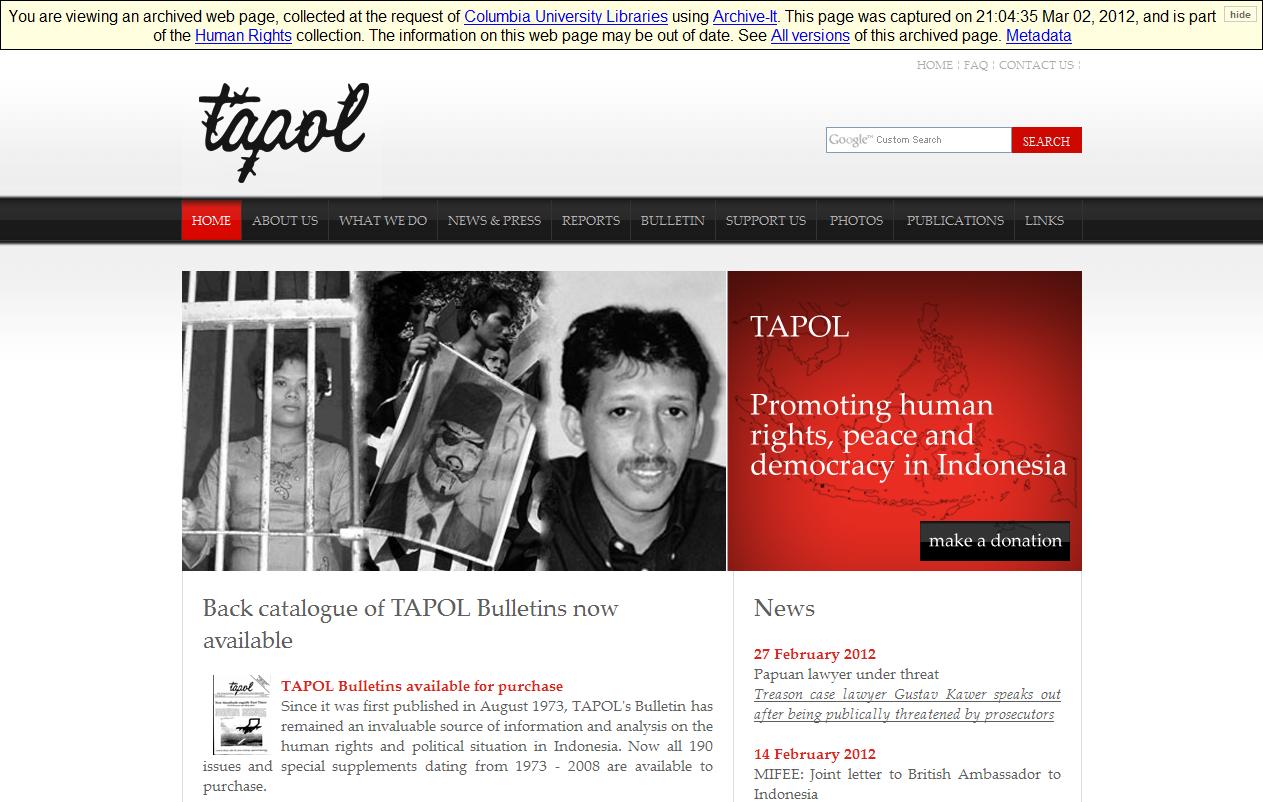 You are viewing an archived web page, collected at the request of Columbia University Libraries using Archive-It. This page was captured on 21:04:35 Mar 02, 2012, and is part
of the Human Rights collection. The information on this web page may be out of date. See All versions of this archived page. Metadata
hide
HOME ¦ FAQ ¦ CONTACT US ¦
tapol
Google™ Custom Search
SEARCH
HOME ABOUT US WHAT WE DO NEWS & PRESS REPORTS BULLETIN SUPPORT US PHOTOS PUBLICATIONS LINKS
ADIL
TAPOL
Promoting human
rights, peace and
democracy in Indonesia
make a donation
Back catalogue of TAPOL Bulletins now
available
tapol
TAPOL Bulletins available for purchase
Since it was first published in August 1973, TAPOL's Bulletin has
remained an invaluable source of information and analysis on the
human rights and political situation in Indonesia. Now all 190
issues and special supplements dating from 1973 - 2008 are available to
purchase.
News
27 February 2012
Papuan lawyer under threat
Treason case lawyer Gustav Kawer speaks out
after being publically threatened by prosecutors
14 February 2012
MIFEE: Joint letter to British Ambassador to
Indonesia